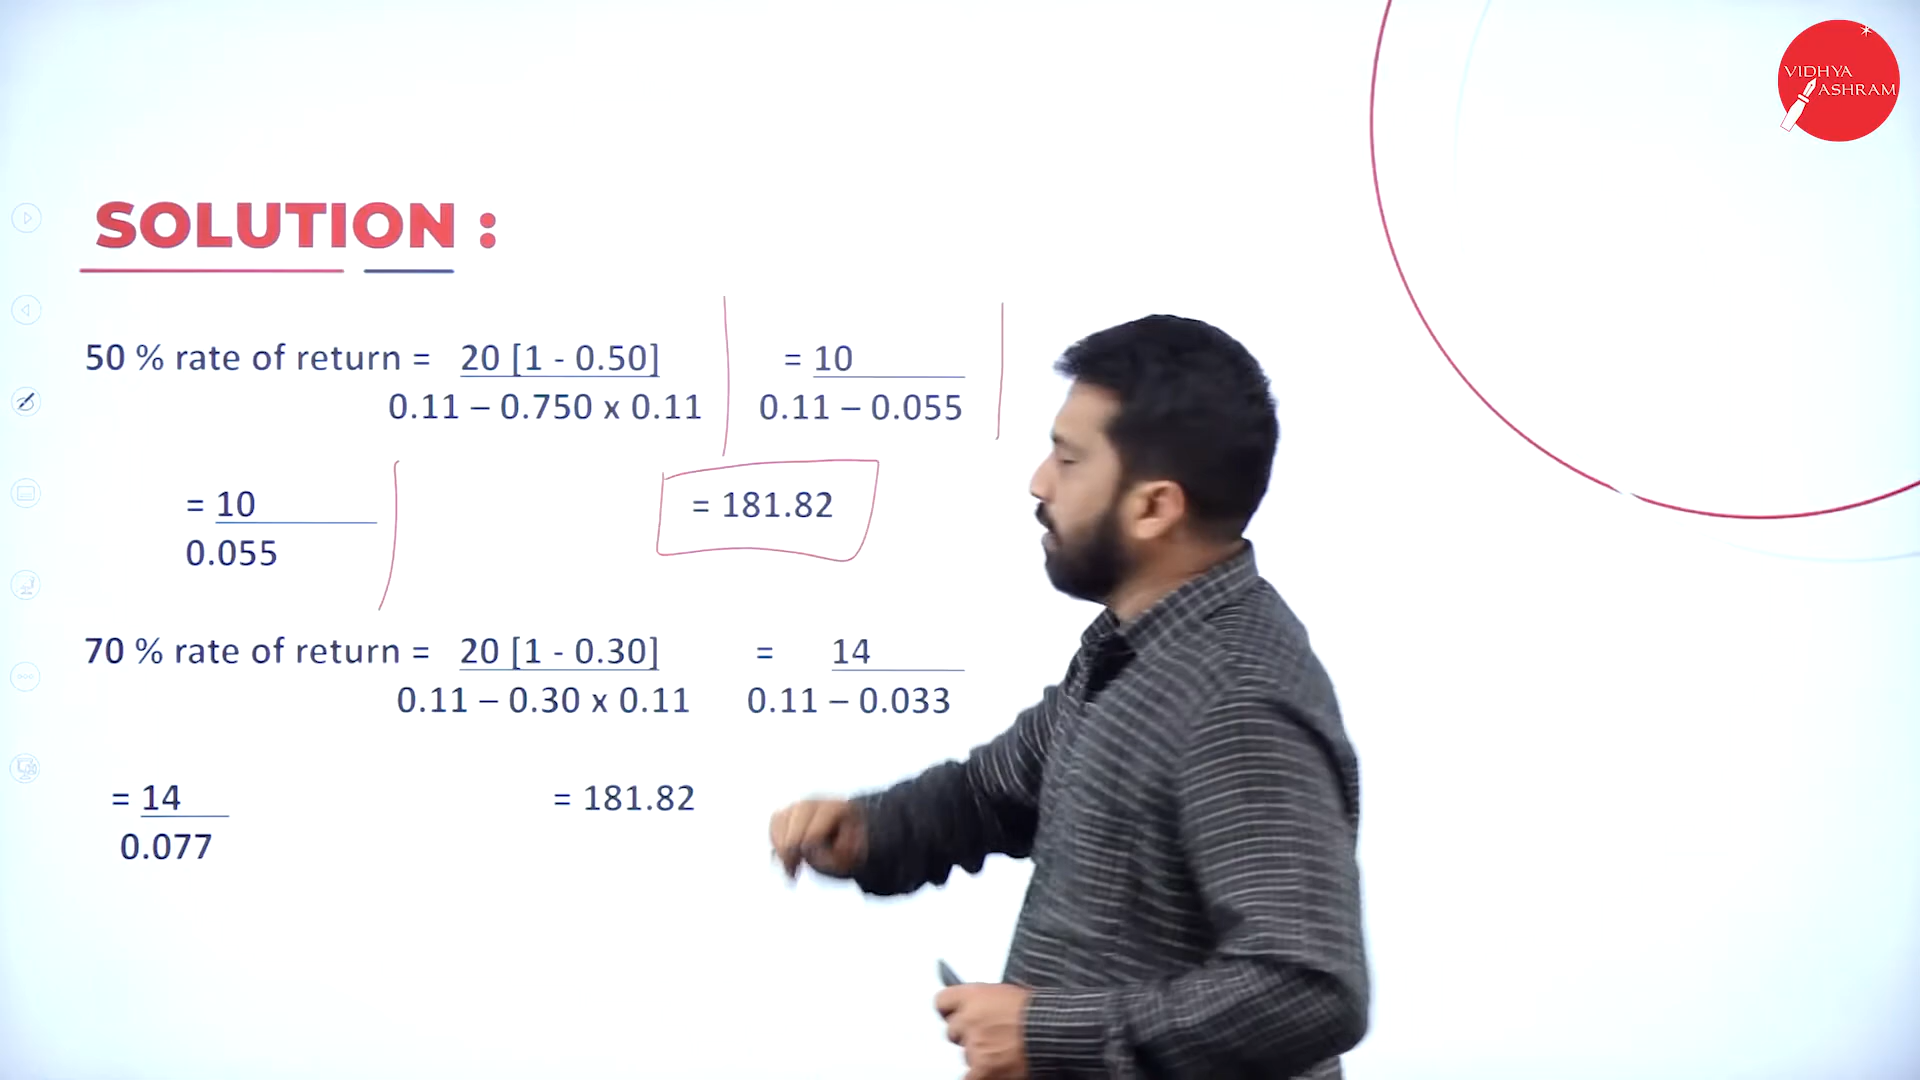 VIDHYA
ASHRAM
SOLUTION :
50 % rate of return = 20 [1 - 0.50]
0.11 – 0.750 x 0.11
= 10
0.11 – 0.055
= 10
0.055
= 181.82
70 % rate of return = 20 [1 - 0.30]
0.11 – 0.30 x 0.11
= 14
0.11 – 0.033
= 14
0.077
= 181.82